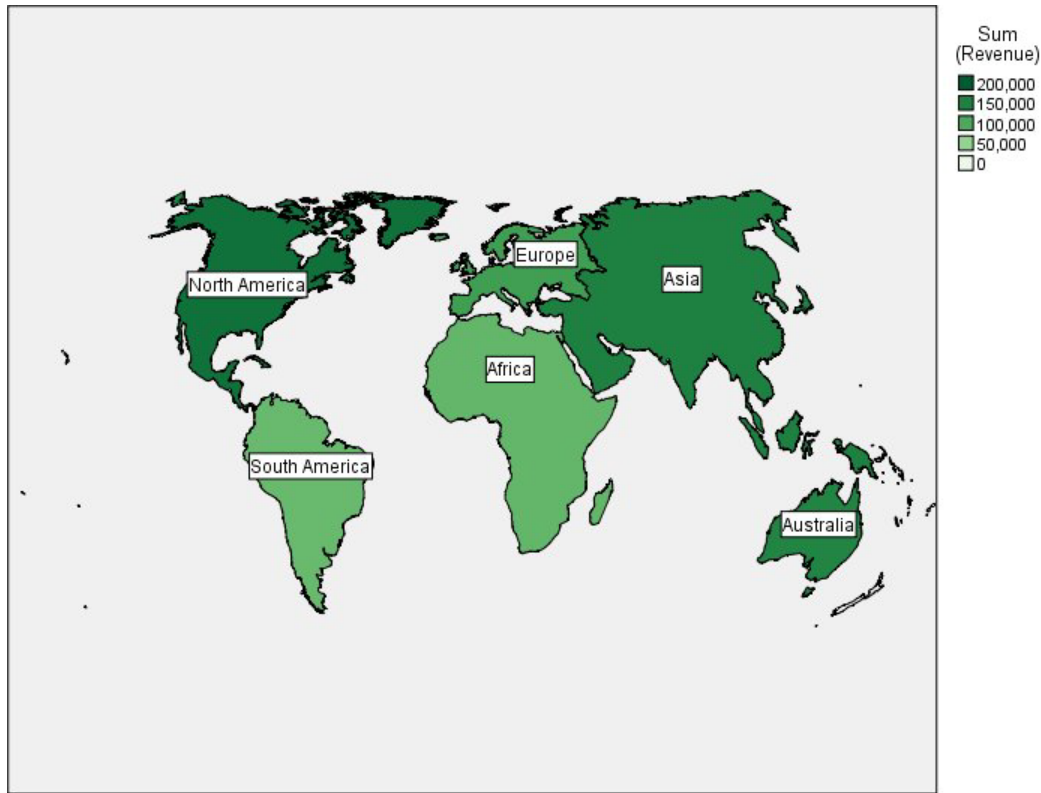 Sum
(Revenue)
200,000
150,000
100,000
50,000
0
Europe
North America
Asia
Africa
South America
Australia